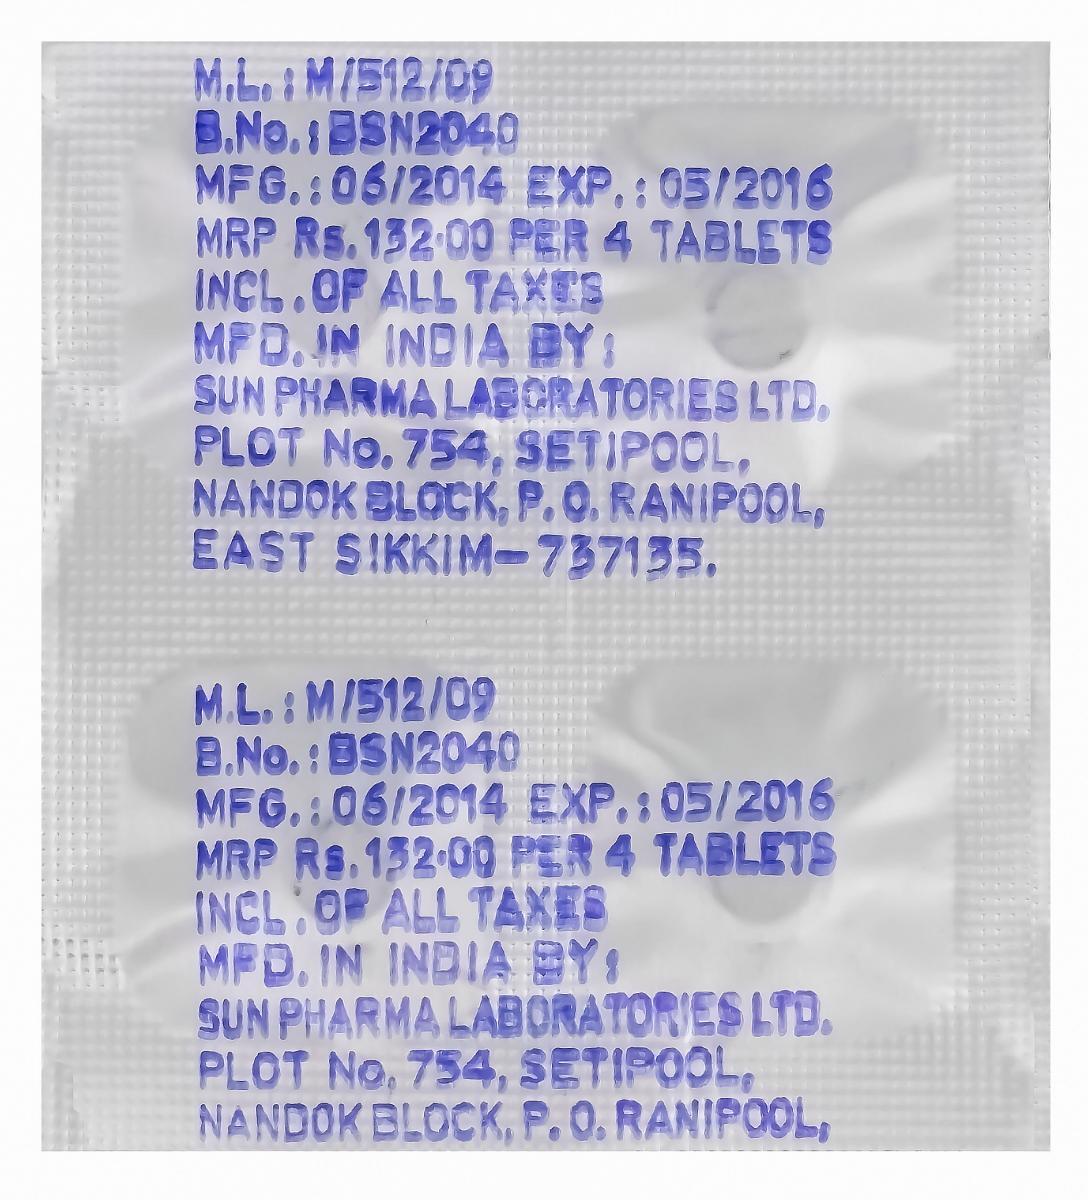 M.L. : M/512/09
B.No. : BSN2040
MFG. : 06/2014 EXP. : 05/2016
MRP Rs. 132·00 PER 4 TABLETS
INCL. OF ALL TAXES
MFD. IN INDIA BY :
SUN PHARMA LABORATORIES LTD.
PLOT No. 754, SETIPOOL,
NANDOK BLOCK, P. O. RANIPOOL,
EAST SIKKIM–737135.
M.L. : M/512/09
B.No. : BSN2040
MFG. : 06/2014 EXP. : 05/2016
MRP Rs. 132·00 PER 4 TABLETS
INCL. OF ALL TAXES
MFD. IN INDIA BY :
SUN PHARMA LABORATORIES LTD.
PLOT No. 754, SETIPOOL,
NANDOK BLOCK, P. O. RANIPOOL,